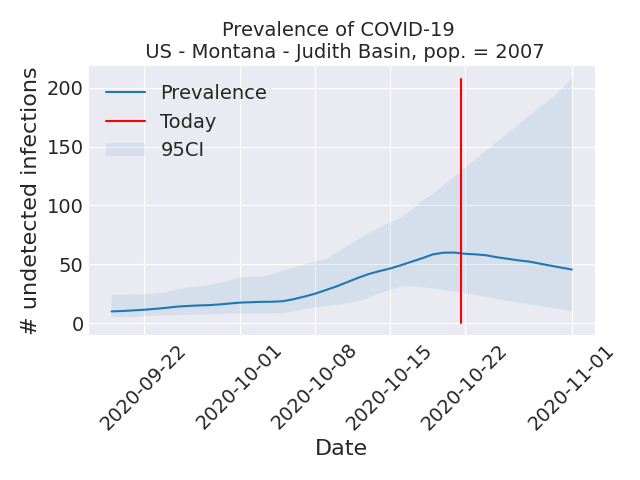 Prevalence of COVID-19
US - Montana - Judith Basin, pop. = 2007
# undetected infections
200
150
100
50
0
Prevalence
Today
95CI
2020-09-22
2020-10-01
2020-10-08
2020-10-15
2020-10-22
2020-11-01
Date